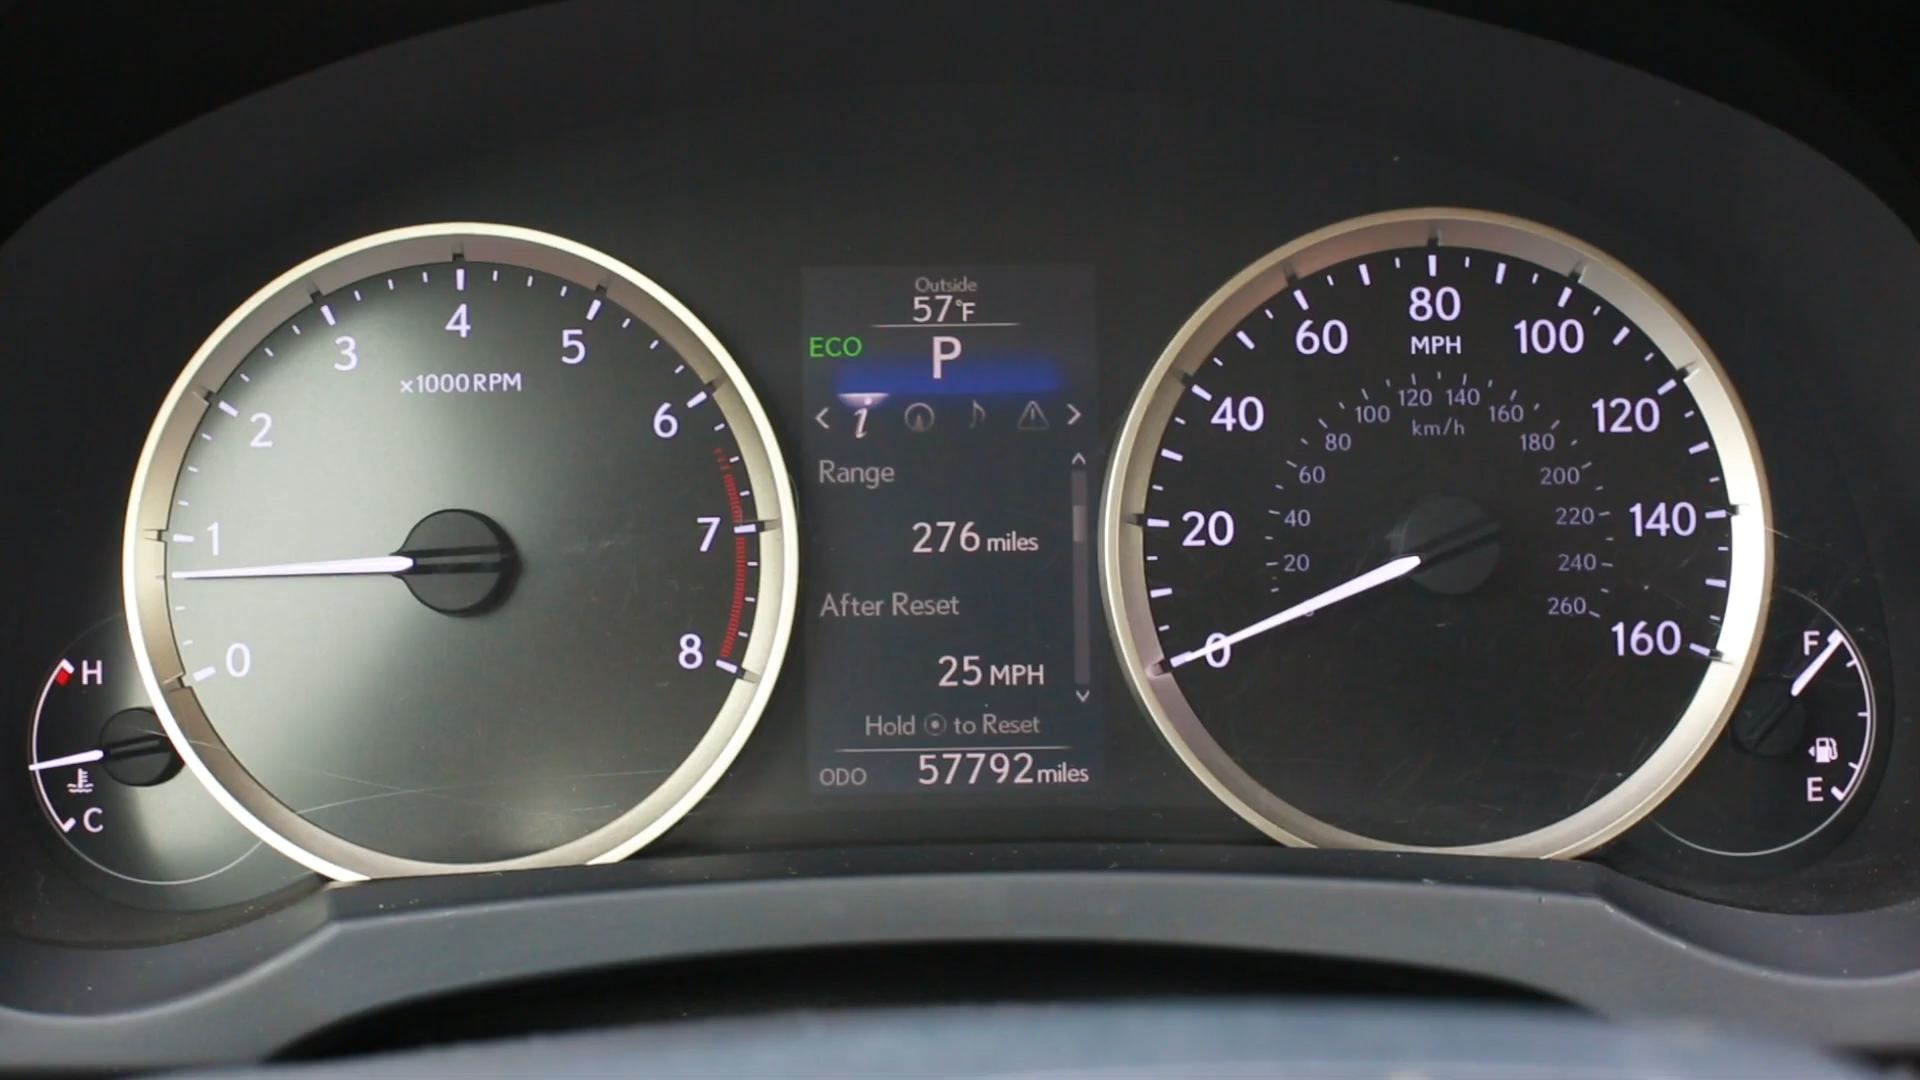 Outside
57°F
ECO
P
i
Range
276 miles
After Reset
25 MPH
Hold to Reset
ODO 57792 miles
0
1
2
3
4
5
6
7
8
×1000RPM
H
C
0
20
40
60
80
100
120
140
160
MPH
km/h
20
40
60
80
100
120
140
160
180
200
220
240
260
F
E